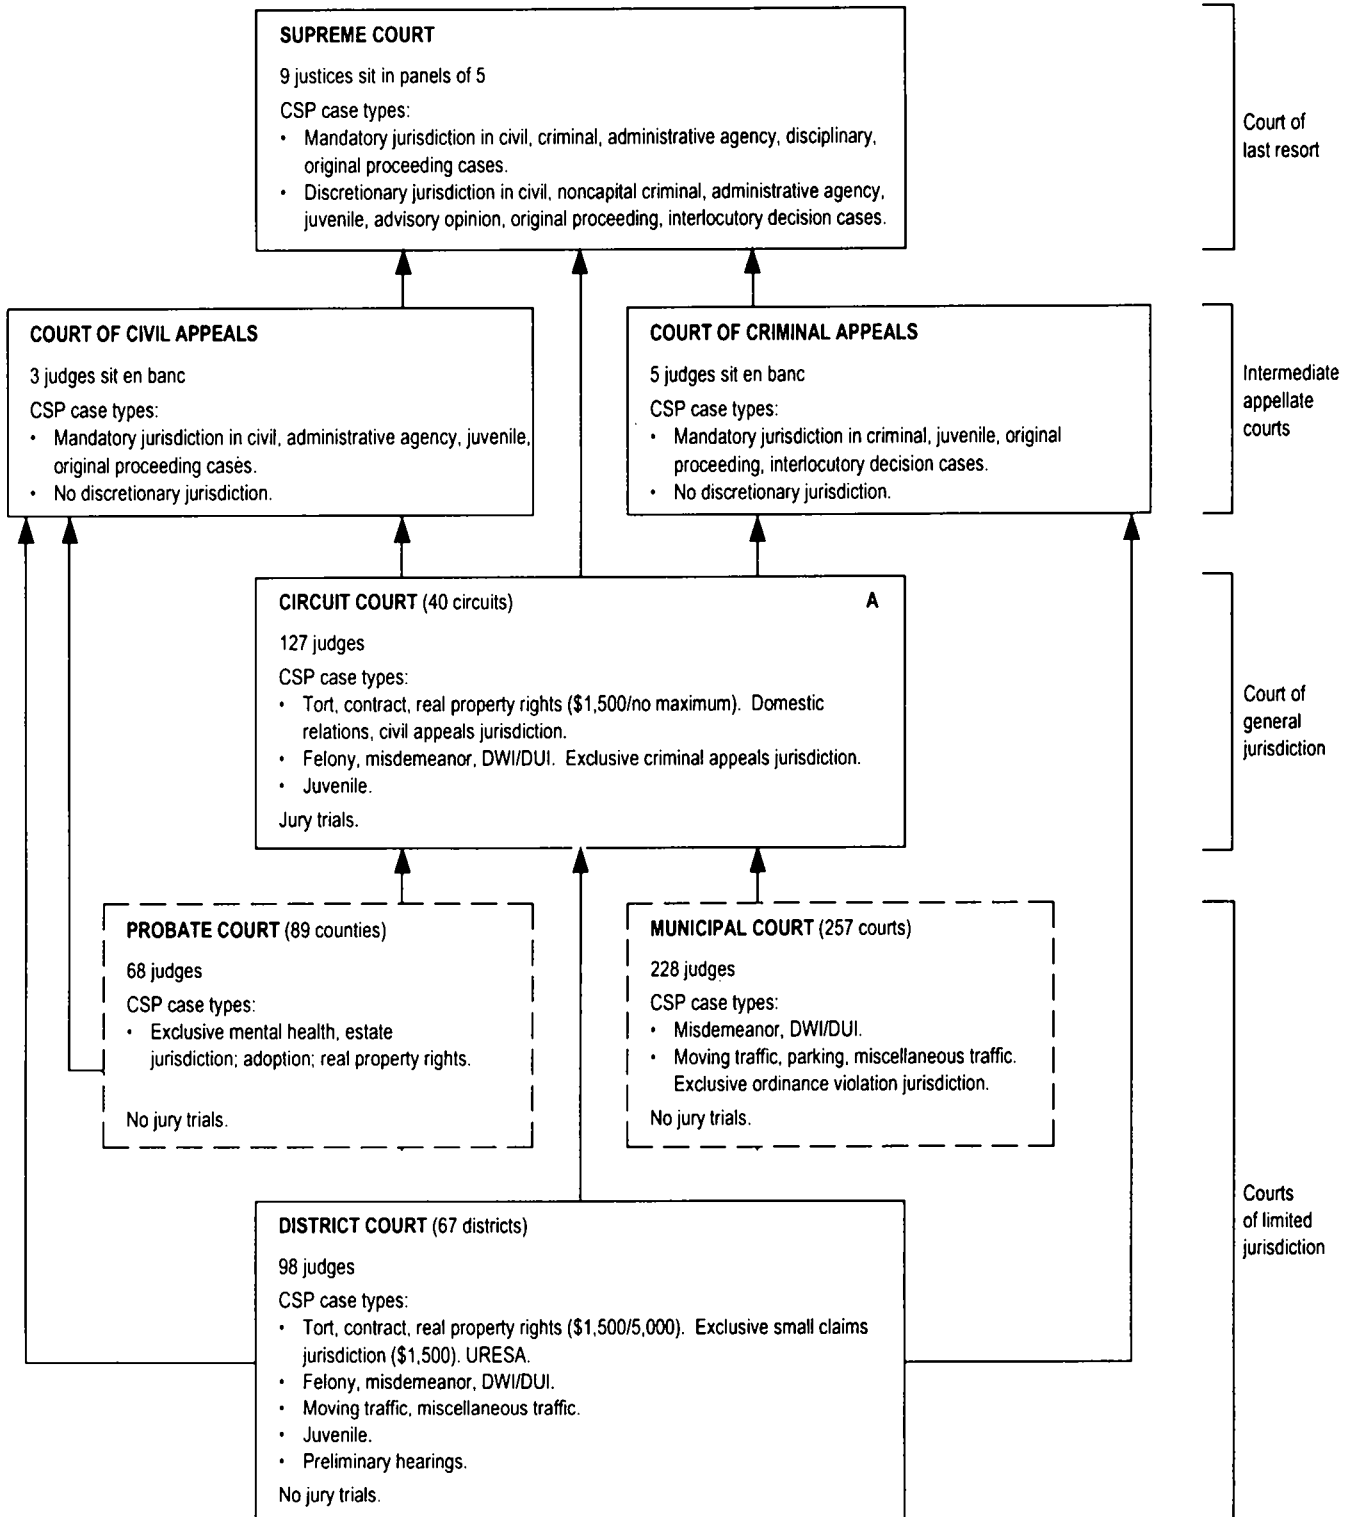 SUPREME COURT
9 justices sit in panels of 5
CSP case types:
• Mandatory jurisdiction in civil, criminal, administrative agency, disciplinary,
original proceeding cases.
• Discretionary jurisdiction in civil, noncapital criminal, administrative agency,
juvenile, advisory opinion, original proceeding, interlocutory decision cases.
Court of
last resort
COURT OF CIVIL APPEALS
3 judges sit en banc
CSP case types:
• Mandatory jurisdiction in civil, administrative agency, juvenile,
original proceeding cases.
• No discretionary jurisdiction.
COURT OF CRIMINAL APPEALS
5 judges sit en banc
CSP case types:
• Mandatory jurisdiction in criminal, juvenile, original
proceeding, interlocutory decision cases.
• No discretionary jurisdiction.
Intermediate
appellate
courts
CIRCUIT COURT (40 circuits) A
127 judges
CSP case types:
• Tort, contract, real property rights ($1,500/no maximum). Domestic
relations, civil appeals jurisdiction.
• Felony, misdemeanor, DWI/DUI. Exclusive criminal appeals jurisdiction.
• Juvenile.
Jury trials.
Court of
general
jurisdiction
PROBATE COURT (89 counties)
68 judges
CSP case types:
• Exclusive mental health, estate
jurisdiction; adoption; real property rights.
No jury trials.
MUNICIPAL COURT (257 courts)
228 judges
CSP case types:
• Misdemeanor, DWI/DUI.
• Moving traffic, parking, miscellaneous traffic.
Exclusive ordinance violation jurisdiction.
No jury trials.
DISTRICT COURT (67 districts)
98 judges
CSP case types:
• Tort, contract, real property rights ($1,500/5,000). Exclusive small claims
jurisdiction ($1,500). URESA.
• Felony, misdemeanor, DWI/DUI.
• Moving traffic, miscellaneous traffic.
• Juvenile.
• Preliminary hearings.
No jury trials.
Courts
of limited
jurisdiction